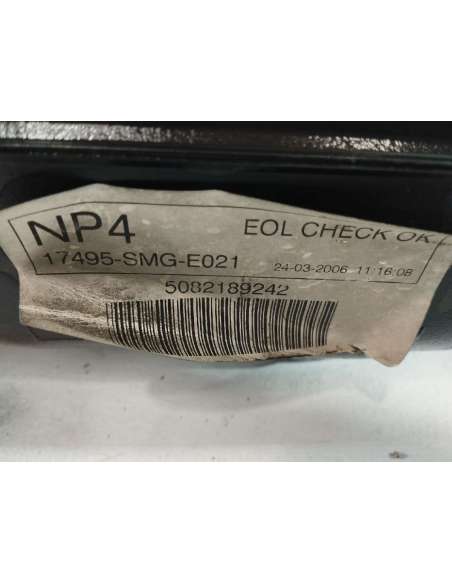 NP4 EOL CHECK OK
17495-SMG-E021 24-03-2006 11:16:08
5082189242